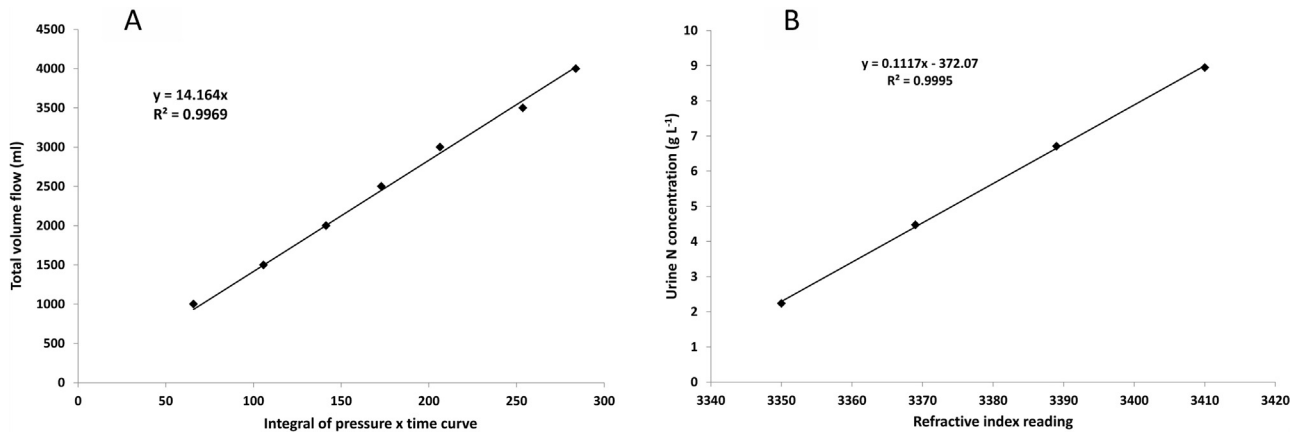 A
Total volume flow (ml)
4500
4000
3500
3000
2500
2000
1500
1000
500
0
y = 14.164x
R² = 0.9969
0 50 100 150 200 250 300
Integral of pressure x time curve
B
Urine N concentration (g L⁻¹)
10
9
8
7
6
5
4
3
2
1
0
y = 0.1117x - 372.07
R² = 0.9995
3340 3350 3360 3370 3380 3390 3400 3410 3420
Refractive index reading